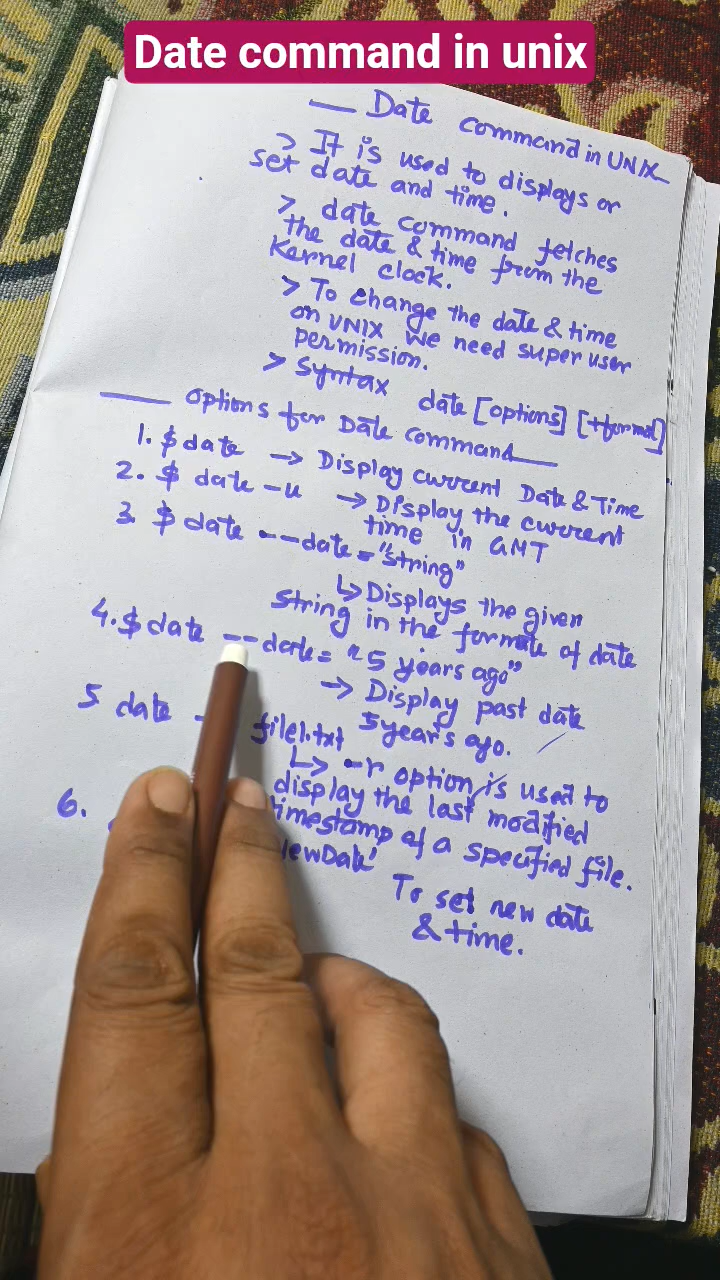 Date command in unix
— Date command in UNIX
> It is used to displays or
set date and time.
> date command fetches
the date & time from the
Kernel clock.
> To change the date & time
on UNIX we need super user
permission.
> Syntax date [options] [+format]
— options for Date command —
1. $ date → Display current Date & Time
2. $ date -u → Display the current
time in GMT
3. $ date --date = "string"
↳ Displays the given
String in the formate of date
4. $ date --date = "5 years ago"
→ Display past date
5 years ago.
5 date - file1.txt
↳ -r option is used to
display the last modified
timestamp of a specified file.
6. NewDate'
To set new date
& time.